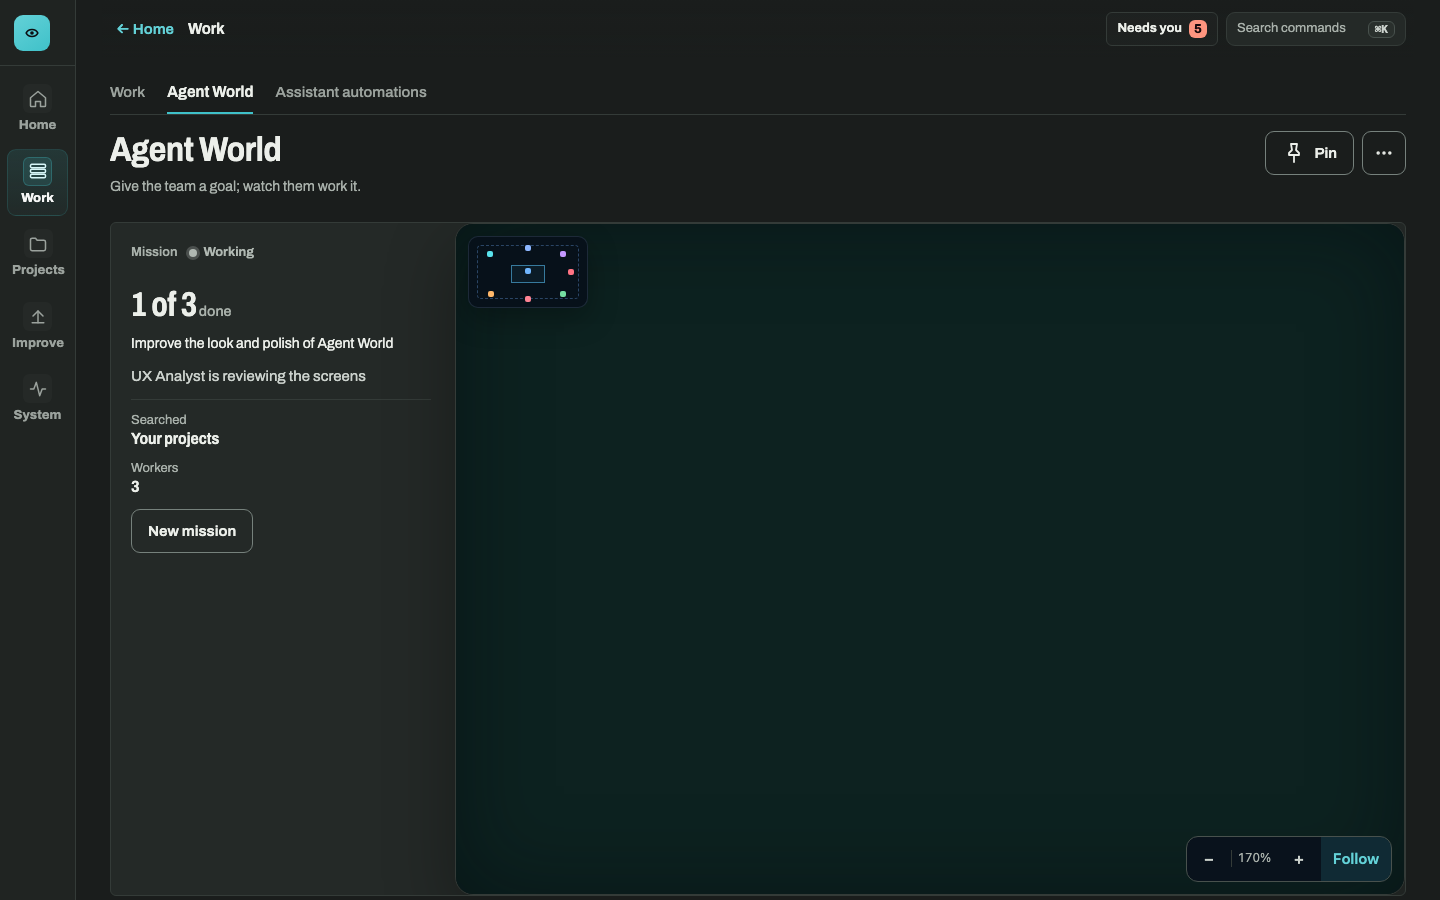 ← Home Work
Needs you 5
Search commands ⌘K
Home
Work
Projects
Improve
System
Work Agent World Assistant automations
Agent World
Give the team a goal; watch them work it.
Pin
Mission Working
1 of 3 done
Improve the look and polish of Agent World
UX Analyst is reviewing the screens
Searched
Your projects
Workers
3
New mission
− 170% + Follow